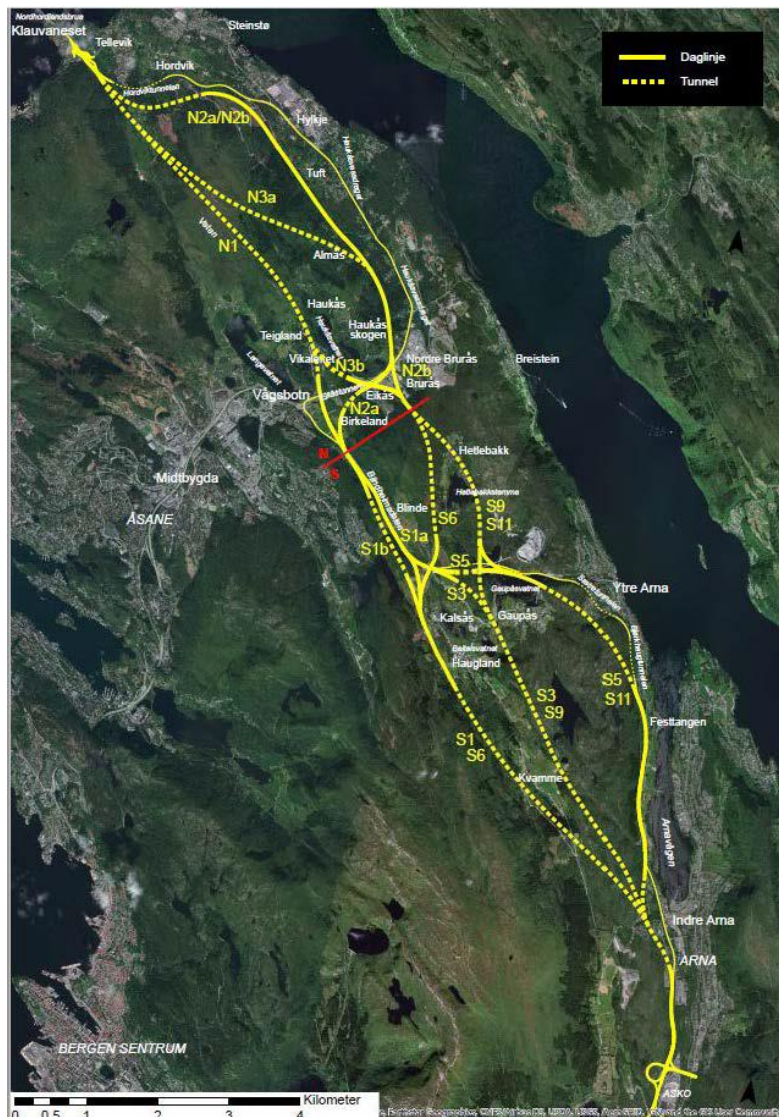 Nordhordlandsbrua
Klauvaneset
Tellevik
Steinstø
Hordvik
Hordviktunnelen
N2a/N2b
Hylkje
Tuft
N3a
N1
Almås
Haukås
Haukås
skogen
Teigland
Vikaleitet
N3b
Nordre Brurås
N2b
Brurås
Breistein
Vågsbotn
Eikås
N2a
Birkeland
N
S
Midtbygda
ÅSANE
Hetlebakk
Blinde
S6
S9
S11
S1a
S1b
S5
S3
Gaupåsvatnet
Ytre Arna
Kalsås
Gaupås
Haugland
S3
S9
S5
S11
Festtangen
S1
S6
Kvamme
Arnavågen
Indre Arna
ARNA
BERGEN SENTRUM
ASKO
Daglinje
Tunnel
Kilometer
0 0.5 1 2 3 4